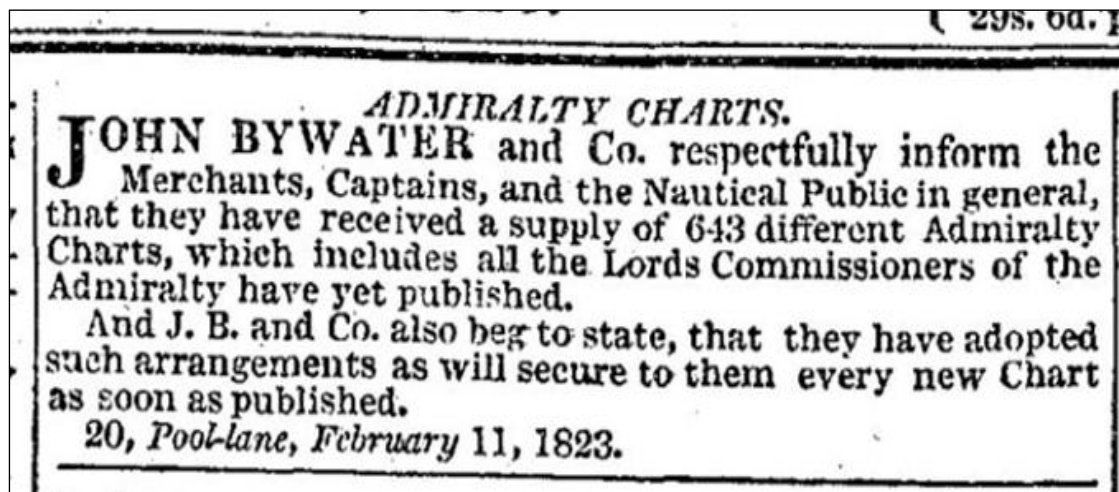 29s. 6d.
ADMIRALTY CHARTS.
JOHN BYWATER and Co. respectfully inform the
Merchants, Captains, and the Nautical Public in general,
that they have received a supply of 643 different Admiralty
Charts, which includes all the Lords Commissioners of the
Admiralty have yet published.
And J. B. and Co. also beg to state, that they have adopted
such arrangements as will secure to them every new Chart
as soon as published.
20, Pool-lane, February 11, 1823.